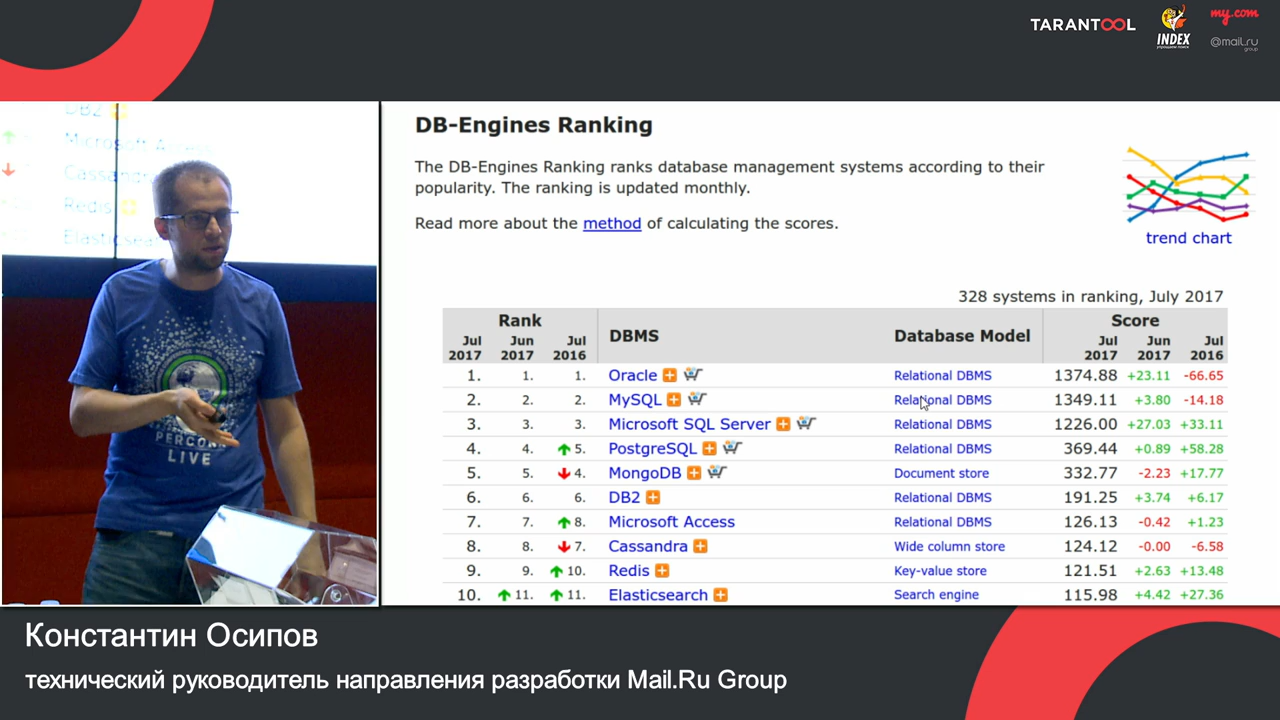 TARANTOOL
INDEX
упрощаем поиск
my.com
@mail.ru
group
DB2
Microsoft Access
Cassandra
Redis
Elasticsear
PERCONA
LIVE
DB-Engines Ranking
The DB-Engines Ranking ranks database management systems according to their
popularity. The ranking is updated monthly.
Read more about the method of calculating the scores.
trend chart
328 systems in ranking, July 2017
Rank DBMS Database Model Score
Jul 2017 Jun 2017 Jul 2016 Jul 2017 Jun 2017 Jul 2016
1. 1. 1. Oracle Relational DBMS 1374.88 +23.11 -66.65
2. 2. 2. MySQL Relational DBMS 1349.11 +3.80 -14.18
3. 3. 3. Microsoft SQL Server Relational DBMS 1226.00 +27.03 +33.11
4. 4. 5. PostgreSQL Relational DBMS 369.44 +0.89 +58.28
5. 5. 4. MongoDB Document store 332.77 -2.23 +17.77
6. 6. 6. DB2 Relational DBMS 191.25 +3.74 +6.17
7. 7. 8. Microsoft Access Relational DBMS 126.13 -0.42 +1.23
8. 8. 7. Cassandra Wide column store 124.12 -0.00 -6.58
9. 9. 10. Redis Key-value store 121.51 +2.63 +13.48
10. 11. 11. Elasticsearch Search engine 115.98 +4.42 +27.36
Константин Осипов
технический руководитель направления разработки Mail.Ru Group